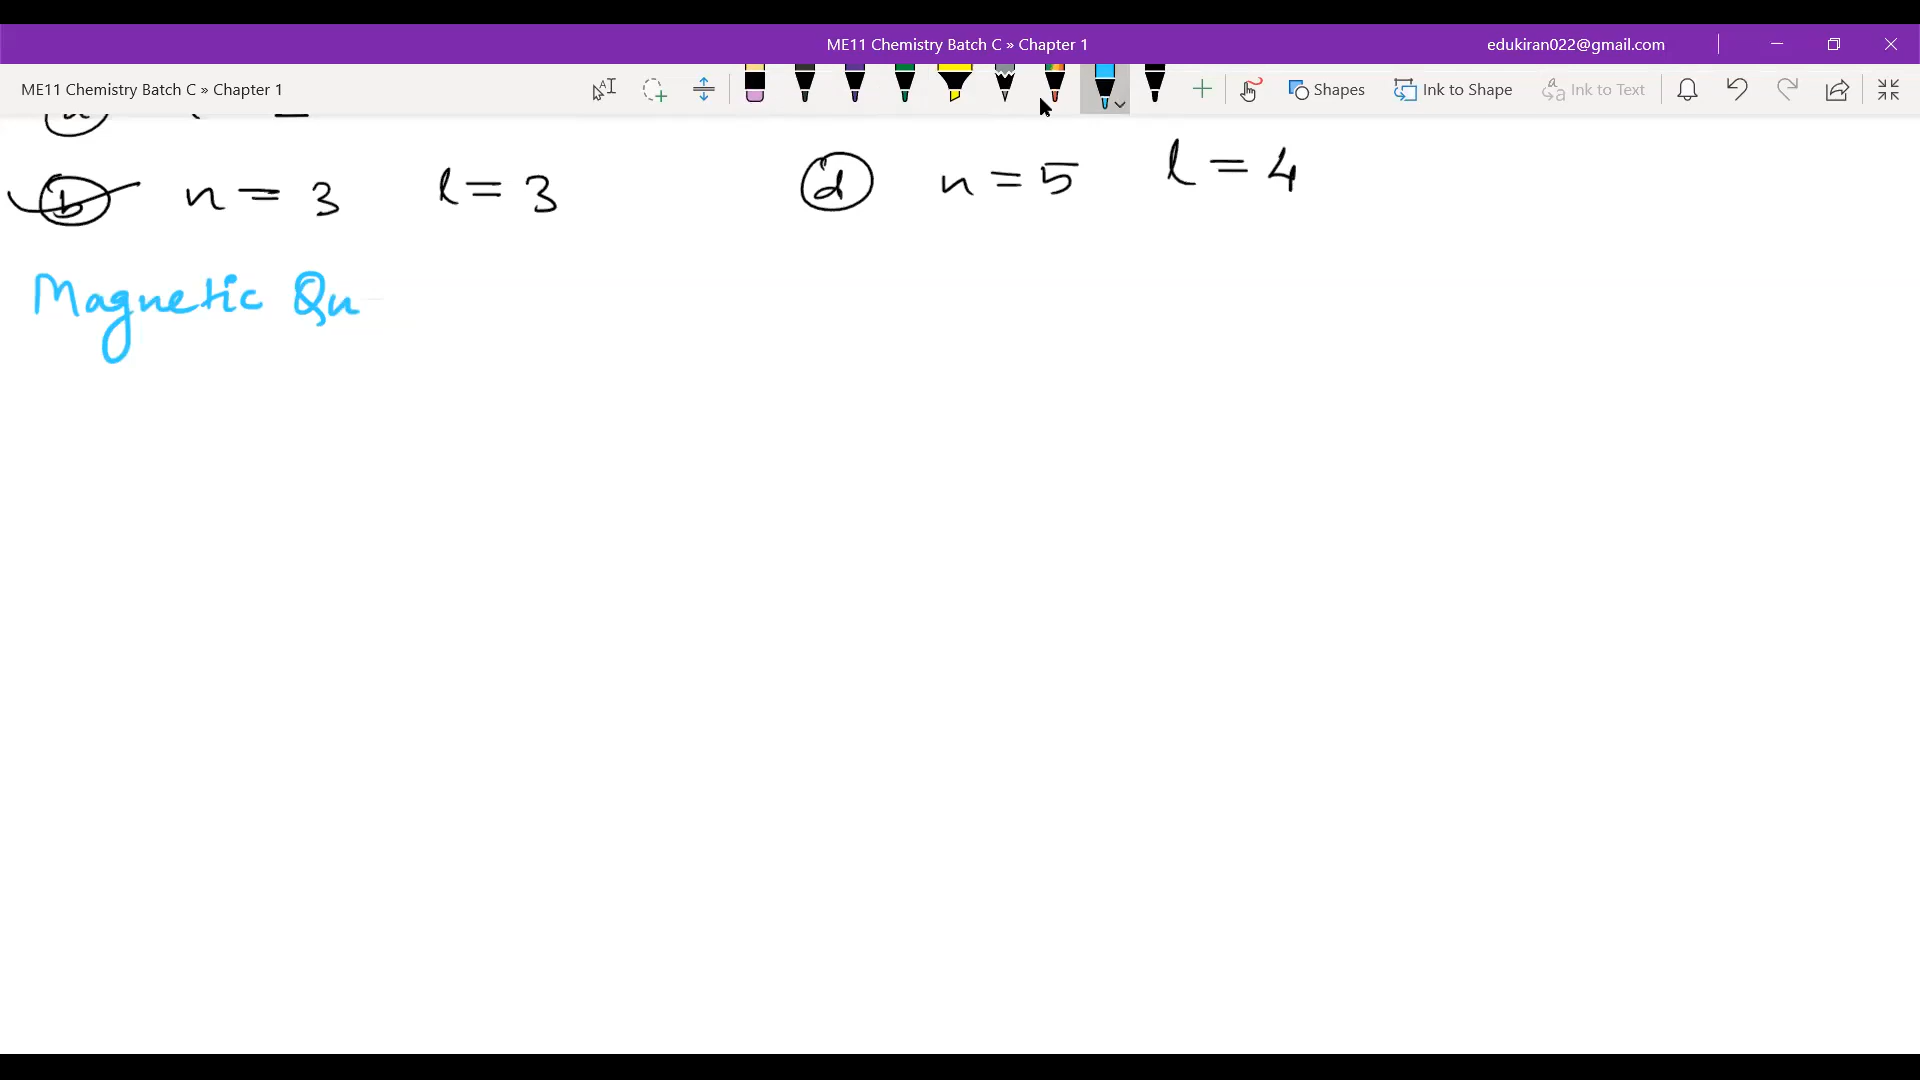 ME11 Chemistry Batch C » Chapter 1
edukiran022@gmail.com
ME11 Chemistry Batch C » Chapter 1
Shapes
Ink to Shape
Ink to Text
b n = 3 l = 3
d n = 5 l = 4
Magnetic Qu